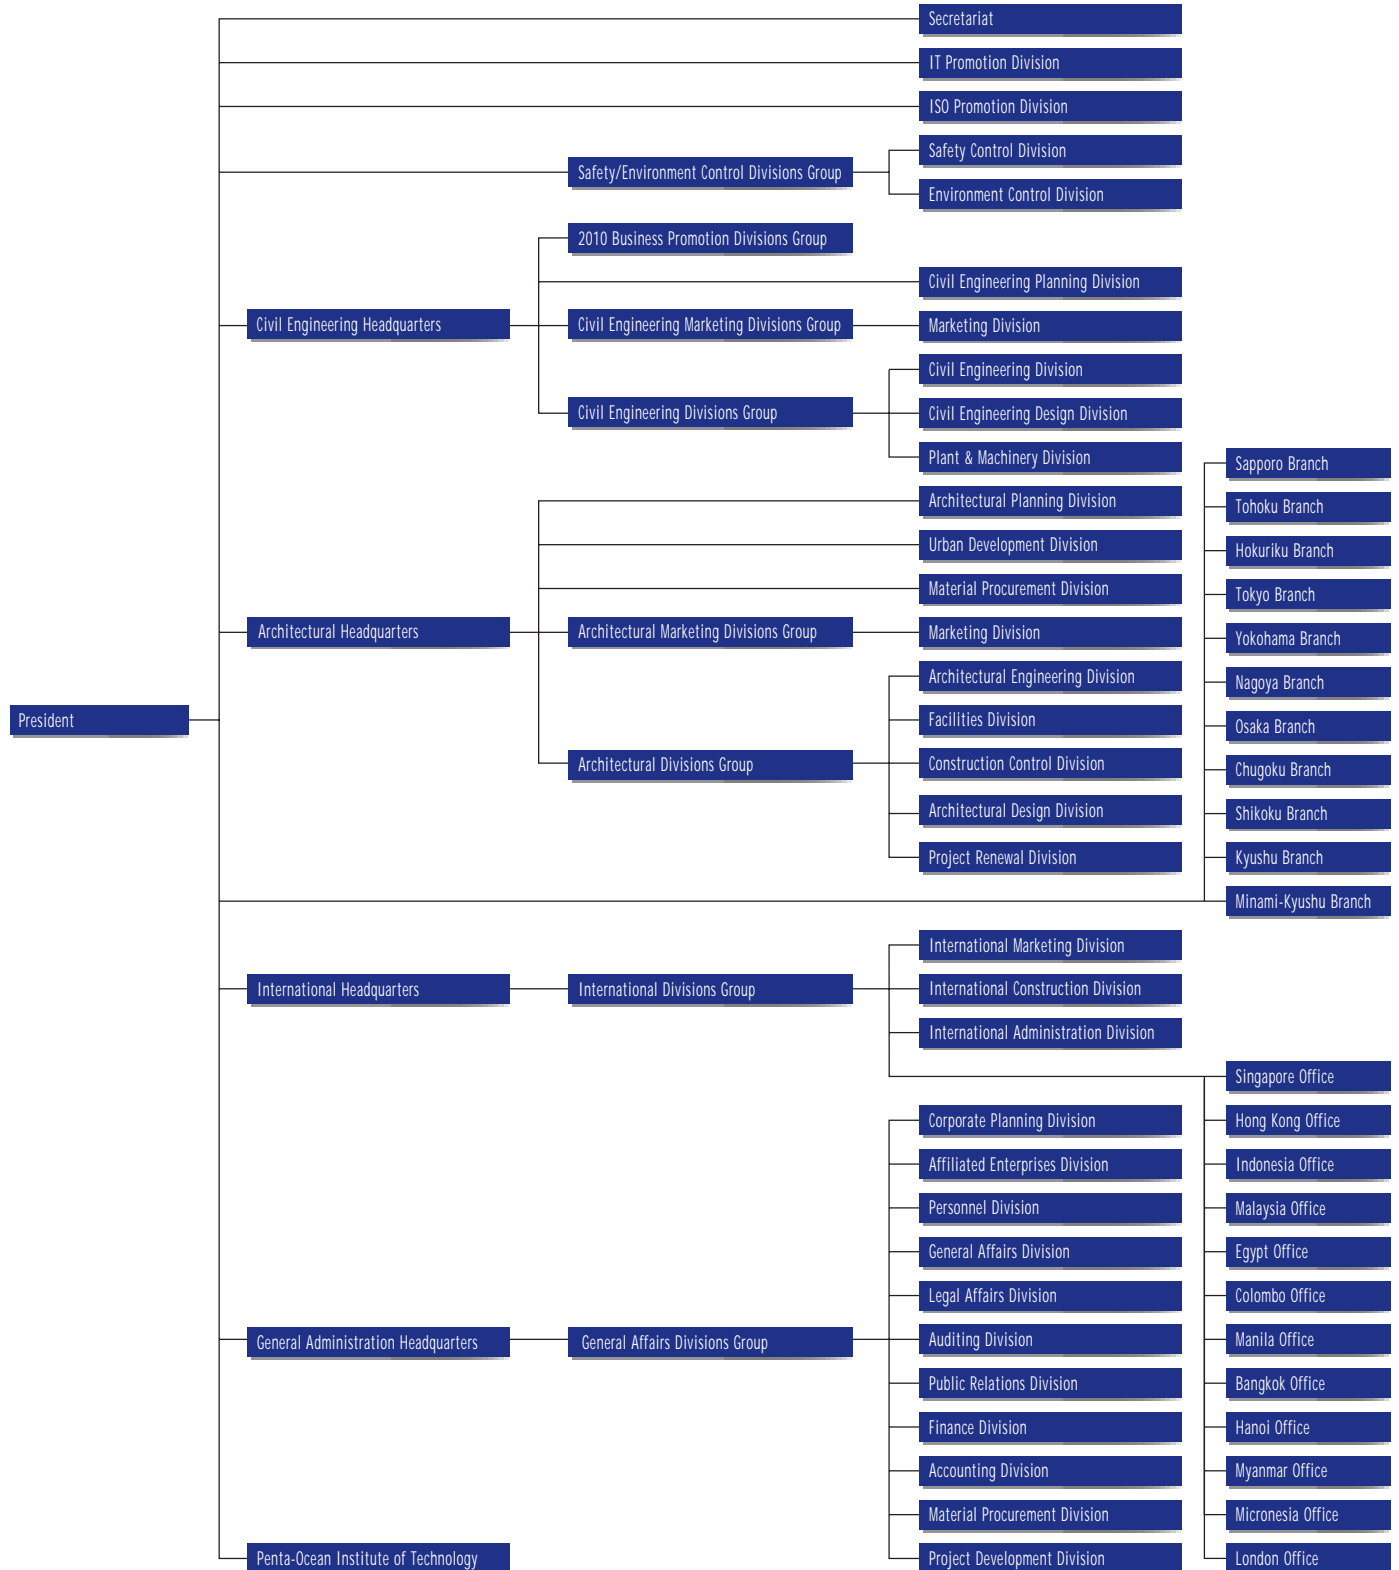 Secretariat
IT Promotion Division
ISO Promotion Division
Safety/Environment Control Divisions Group
Safety Control Division
Environment Control Division
2010 Business Promotion Divisions Group
Civil Engineering Planning Division
Civil Engineering Headquarters
Civil Engineering Marketing Divisions Group
Marketing Division
Civil Engineering Division
Civil Engineering Divisions Group
Civil Engineering Design Division
Plant & Machinery Division
Architectural Planning Division
Urban Development Division
Material Procurement Division
Architectural Headquarters
Architectural Marketing Divisions Group
Marketing Division
Architectural Engineering Division
President
Facilities Division
Architectural Divisions Group
Construction Control Division
Architectural Design Division
Project Renewal Division
Sapporo Branch
Tohoku Branch
Hokuriku Branch
Tokyo Branch
Yokohama Branch
Nagoya Branch
Osaka Branch
Chugoku Branch
Shikoku Branch
Kyushu Branch
Minami-Kyushu Branch
International Headquarters
International Divisions Group
International Marketing Division
International Construction Division
International Administration Division
Singapore Office
Hong Kong Office
Indonesia Office
Malaysia Office
Egypt Office
Colombo Office
Manila Office
Bangkok Office
Hanoi Office
Myanmar Office
Micronesia Office
London Office
General Administration Headquarters
General Affairs Divisions Group
Corporate Planning Division
Affiliated Enterprises Division
Personnel Division
General Affairs Division
Legal Affairs Division
Auditing Division
Public Relations Division
Finance Division
Accounting Division
Material Procurement Division
Project Development Division
Penta-Ocean Institute of Technology